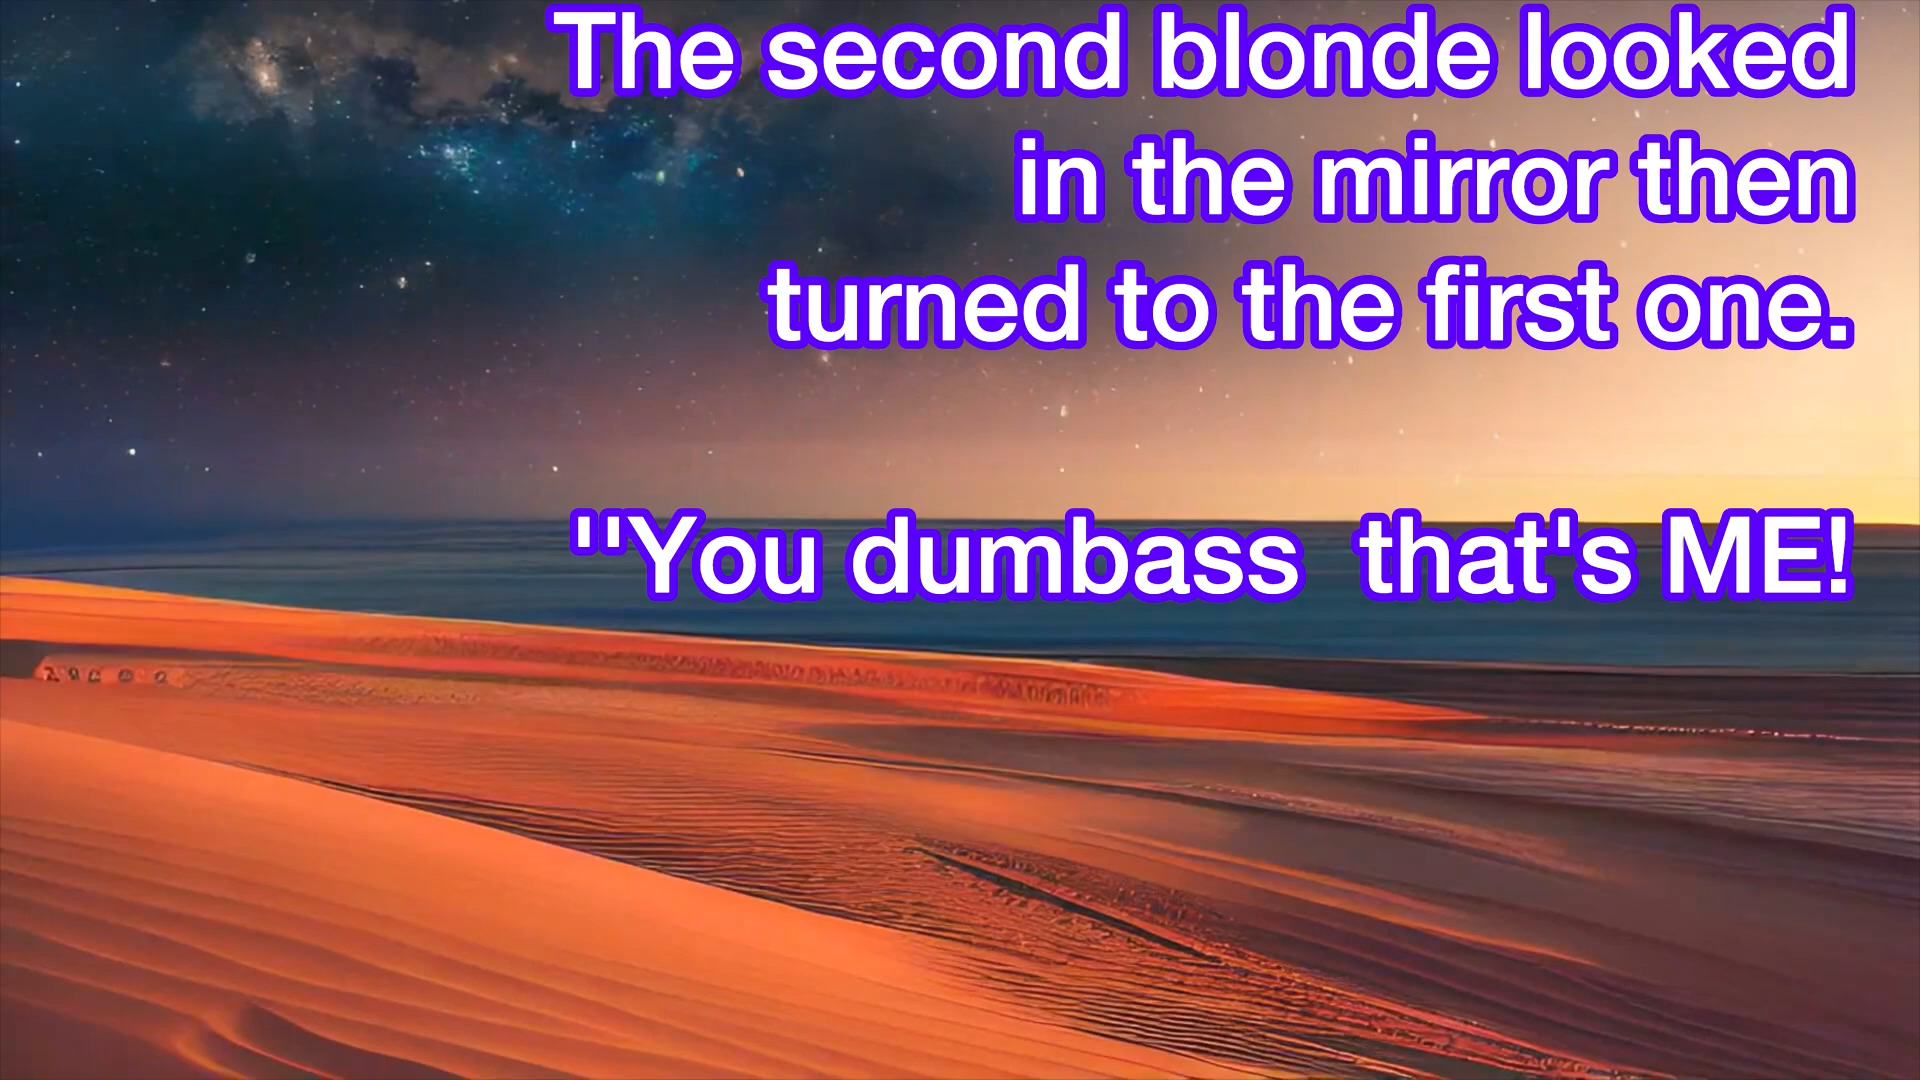 The second blonde looked
in the mirror then
turned to the first one.
"You dumbass  that's ME!